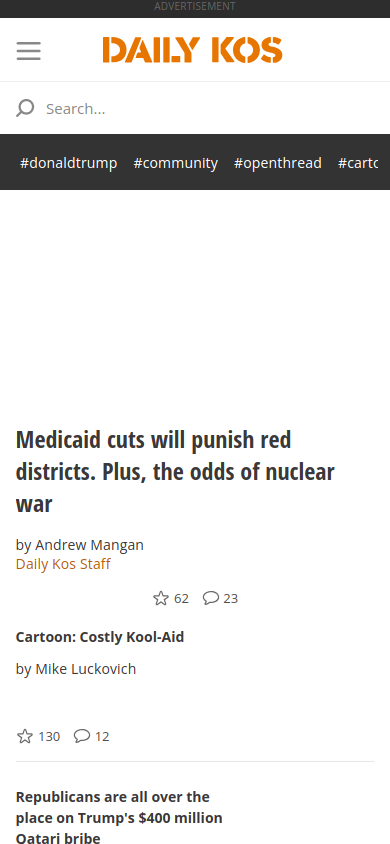 ADVERTISEMENT
DAILY KOS
Search...
#donaldtrump #community #openthread #cartc
Medicaid cuts will punish red
districts. Plus, the odds of nuclear
war
by Andrew Mangan
Daily Kos Staff
62 23
Cartoon: Costly Kool-Aid
by Mike Luckovich
130 12
Republicans are all over the
place on Trump's $400 million
Qatari bribe